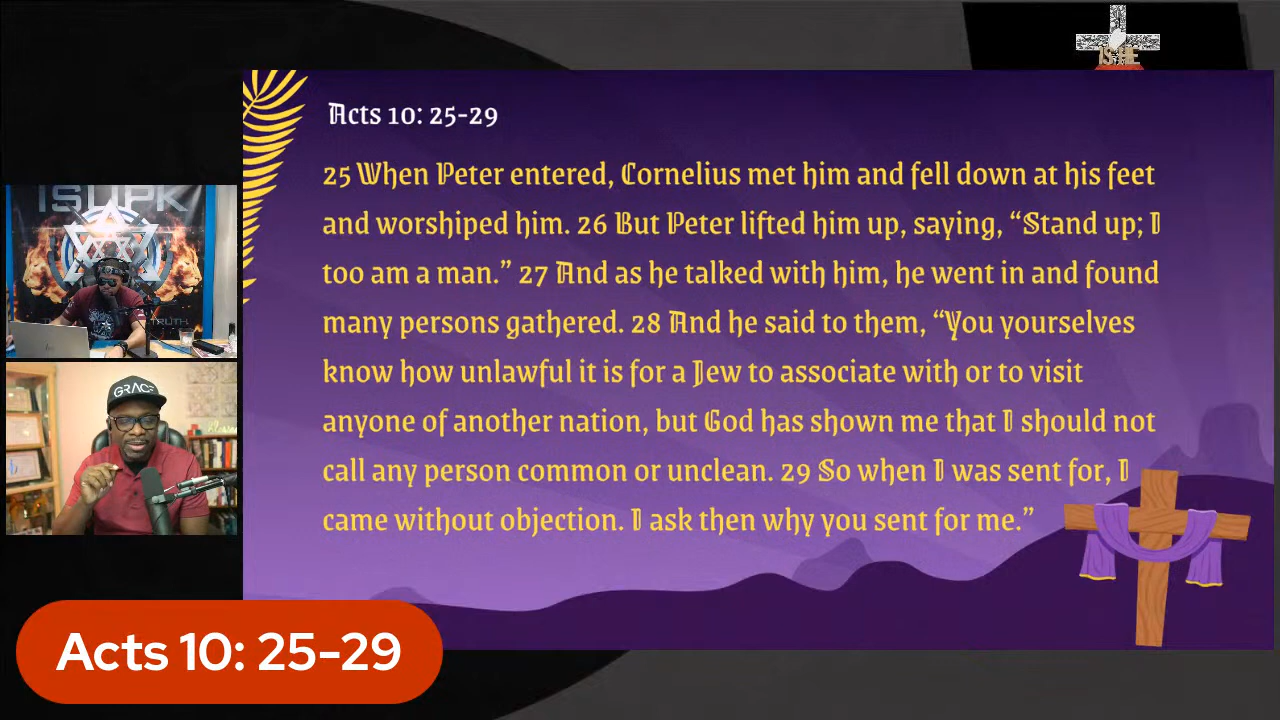 IS HE
Acts 10: 25-29
25 When Peter entered, Cornelius met him and fell down at his feet
and worshiped him. 26 But Peter lifted him up, saying, “Stand up; I
too am a man.” 27 And as he talked with him, he went in and found
many persons gathered. 28 And he said to them, “You yourselves
know how unlawful it is for a Jew to associate with or to visit
anyone of another nation, but God has shown me that I should not
call any person common or unclean. 29 So when I was sent for, I
came without objection. I ask then why you sent for me.”
ISUPK
TRUTH
GRACE
Acts 10: 25-29